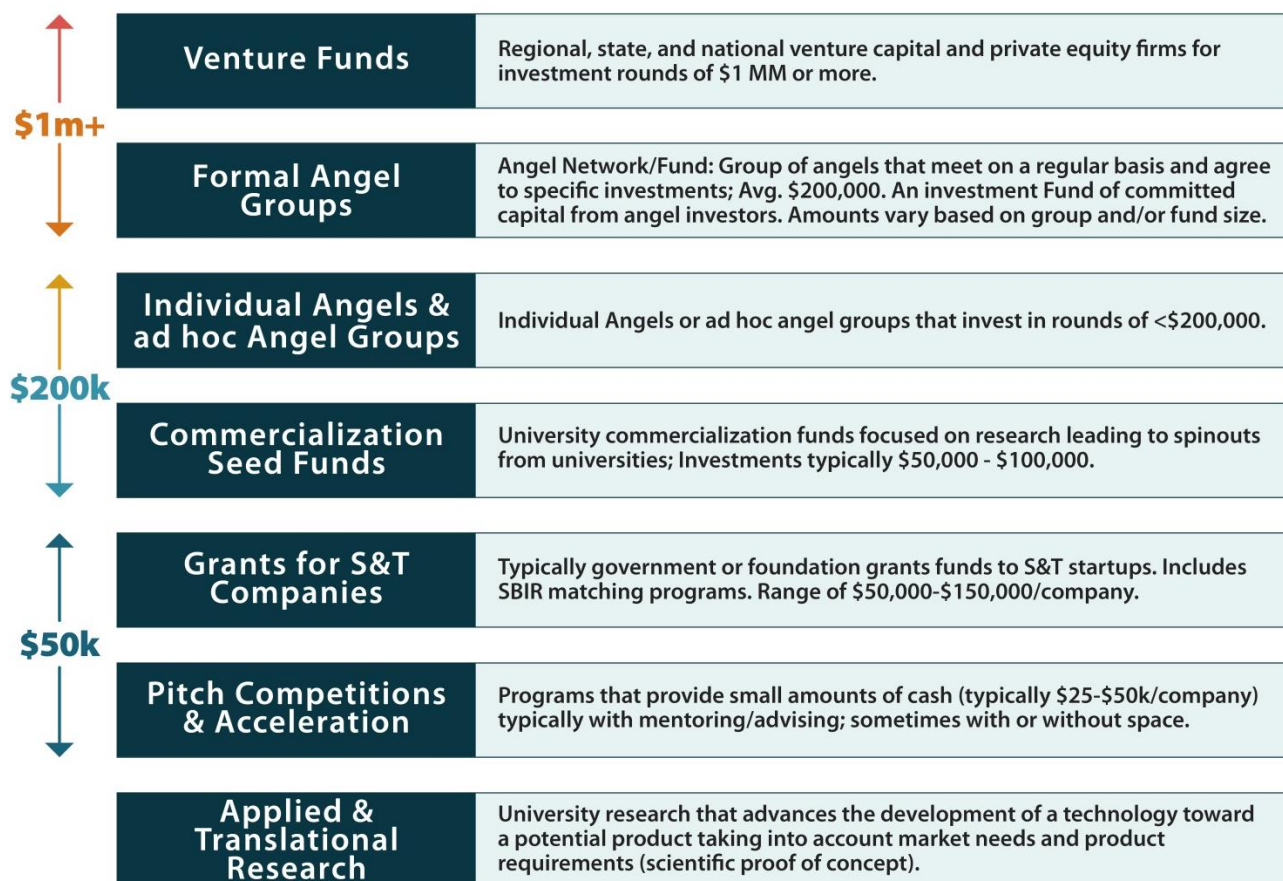 Venture Funds
Regional, state, and national venture capital and private equity firms for
investment rounds of $1 MM or more.
$1m+
Formal Angel
Groups
Angel Network/Fund: Group of angels that meet on a regular basis and agree
to specific investments; Avg. $200,000. An investment Fund of committed
capital from angel investors. Amounts vary based on group and/or fund size.
Individual Angels &
ad hoc Angel Groups
Individual Angels or ad hoc angel groups that invest in rounds of <$200,000.
$200k
Commercialization
Seed Funds
University commercialization funds focused on research leading to spinouts
from universities; Investments typically $50,000 - $100,000.
Grants for S&T
Companies
Typically government or foundation grants funds to S&T startups. Includes
SBIR matching programs. Range of $50,000-$150,000/company.
$50k
Pitch Competitions
& Acceleration
Programs that provide small amounts of cash (typically $25-$50k/company)
typically with mentoring/advising; sometimes with or without space.
Applied &
Translational
Research
University research that advances the development of a technology toward
a potential product taking into account market needs and product
requirements (scientific proof of concept).